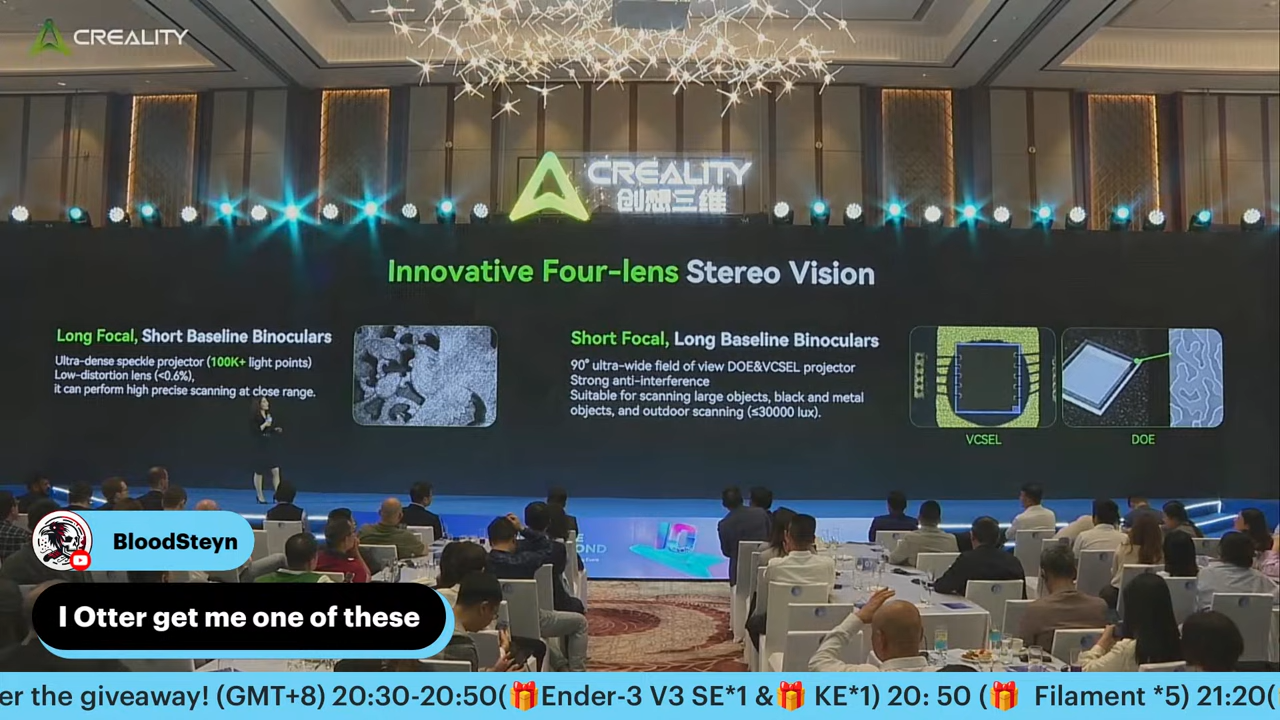 CREALITY
CREALITY
创想三维
Innovative Four-lens Stereo Vision
Long Focal, Short Baseline Binoculars
Ultra-dense speckle projector (100K+ light points)
Low-distortion lens (<0.6%),
it can perform high precise scanning at close range.
Short Focal, Long Baseline Binoculars
90° ultra-wide field of view DOE&VCSEL projector
Strong anti-interference
Suitable for scanning large objects, black and metal
objects, and outdoor scanning (≤30000 lux).
VCSEL
DOE
10
BloodSteyn
I Otter get me one of these
er the giveaway! (GMT+8) 20:30-20:50(🎁Ender-3 V3 SE*1 &🎁 KE*1) 20: 50 (🎁 Filament *5) 21:20(